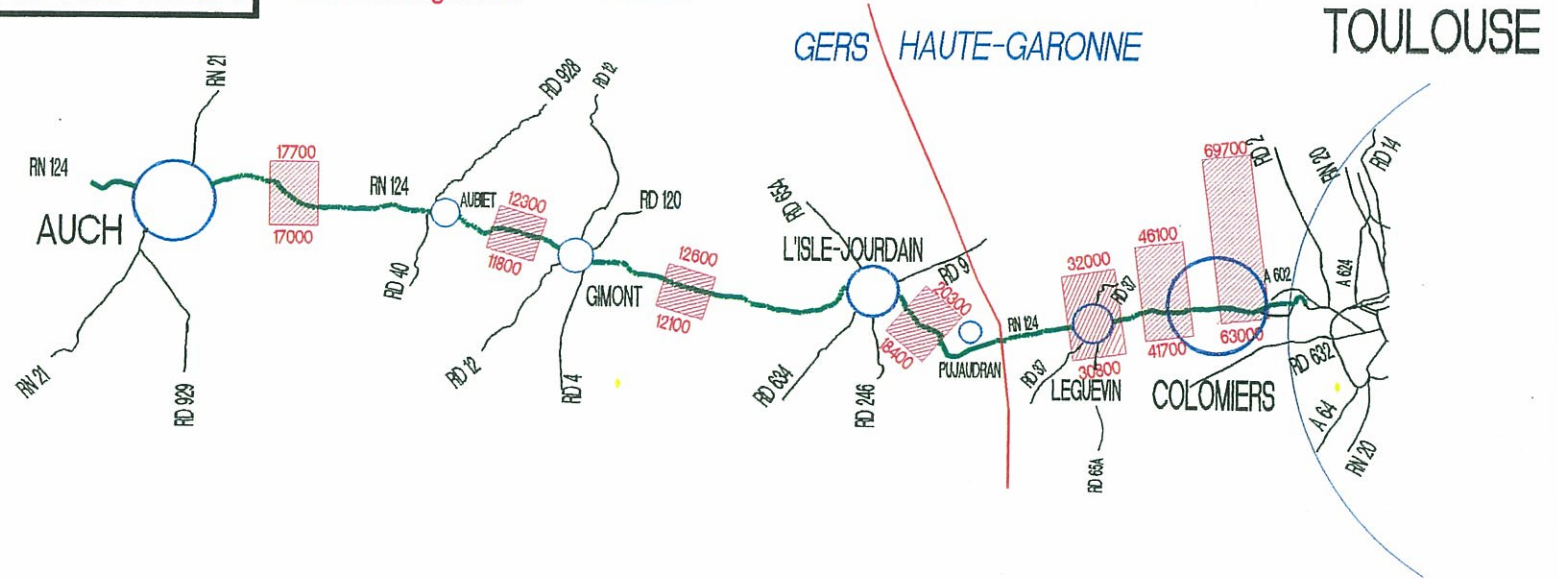 TOULOUSE
GERS HAUTE-GARONNE
RN 21
RD 928
RD 12
RN 124
17700
17000
AUCH
RN 124
AUBIET
12300
11800
RD 120
RD 40
GIMONT
12600
12100
RD 12
RD 4
RN 21
RD 929
L'ISLE-JOURDAIN
RD 9
20300
18400
PUJAUDRAN
RD 634
RD 246
RN 124
32000
RD 37
30800
RD 37
LEGUEVIN
RD 65A
46100
41700
69700
63000
COLOMIERS
RD 2
RN 20
RD 14
A 602
A 624
RD 632
A 64
RN 20